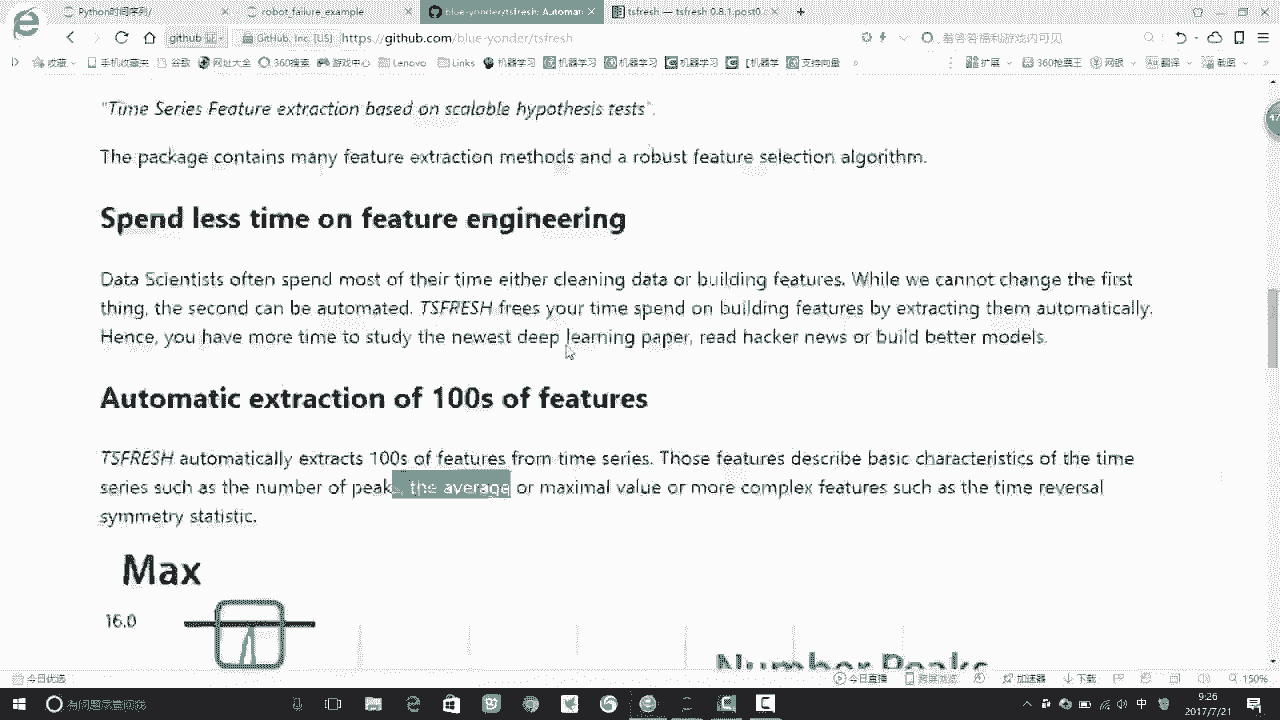 Python时间序列/
robot_failure_example
blue-yonder/tsfresh: Automat
tsfresh — tsfresh 0.8.1.post0
github
GitHub, Inc. [US]
https://github.com/blue-yonder/tsfresh
收藏 手机收藏夹 谷歌 网址大全 360搜索 游戏中心 Lenovo Links 机器学习 机器学习 机器学习 机器学习 【机器学 机器学习 支持向量 扩展 网银 翻译 截图
"Time Series Feature extraction based on scalable hypothesis tests".
The package contains many feature extraction methods and a robust feature selection algorithm.
Spend less time on feature engineering
Data Scientists often spend most of their time either cleaning data or building features. While we cannot change the first
thing, the second can be automated. TSFRESH frees your time spend on building features by extracting them automatically.
Hence, you have more time to study the newest deep learning paper, read hacker news or build better models.
Automatic extraction of 100s of features
TSFRESH automatically extracts 100s of features from time series. Those features describe basic characteristics of the time
series such as the number of peaks, the average or maximal value or more complex features such as the time reversal
symmetry statistic.
Max
16.0
Number Peaks
今日优选 今日直播 加速器 下载 150%
有问题尽管问我
中
9:26
2017/7/21